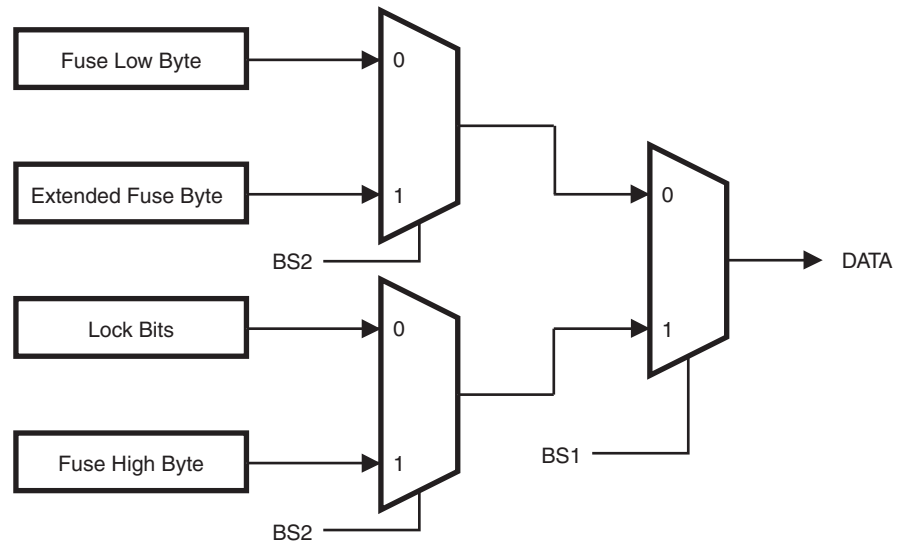 Fuse Low Byte
0
Extended Fuse Byte
1
0
BS2
DATA
Lock Bits
0
1
Fuse High Byte
1
BS1
BS2